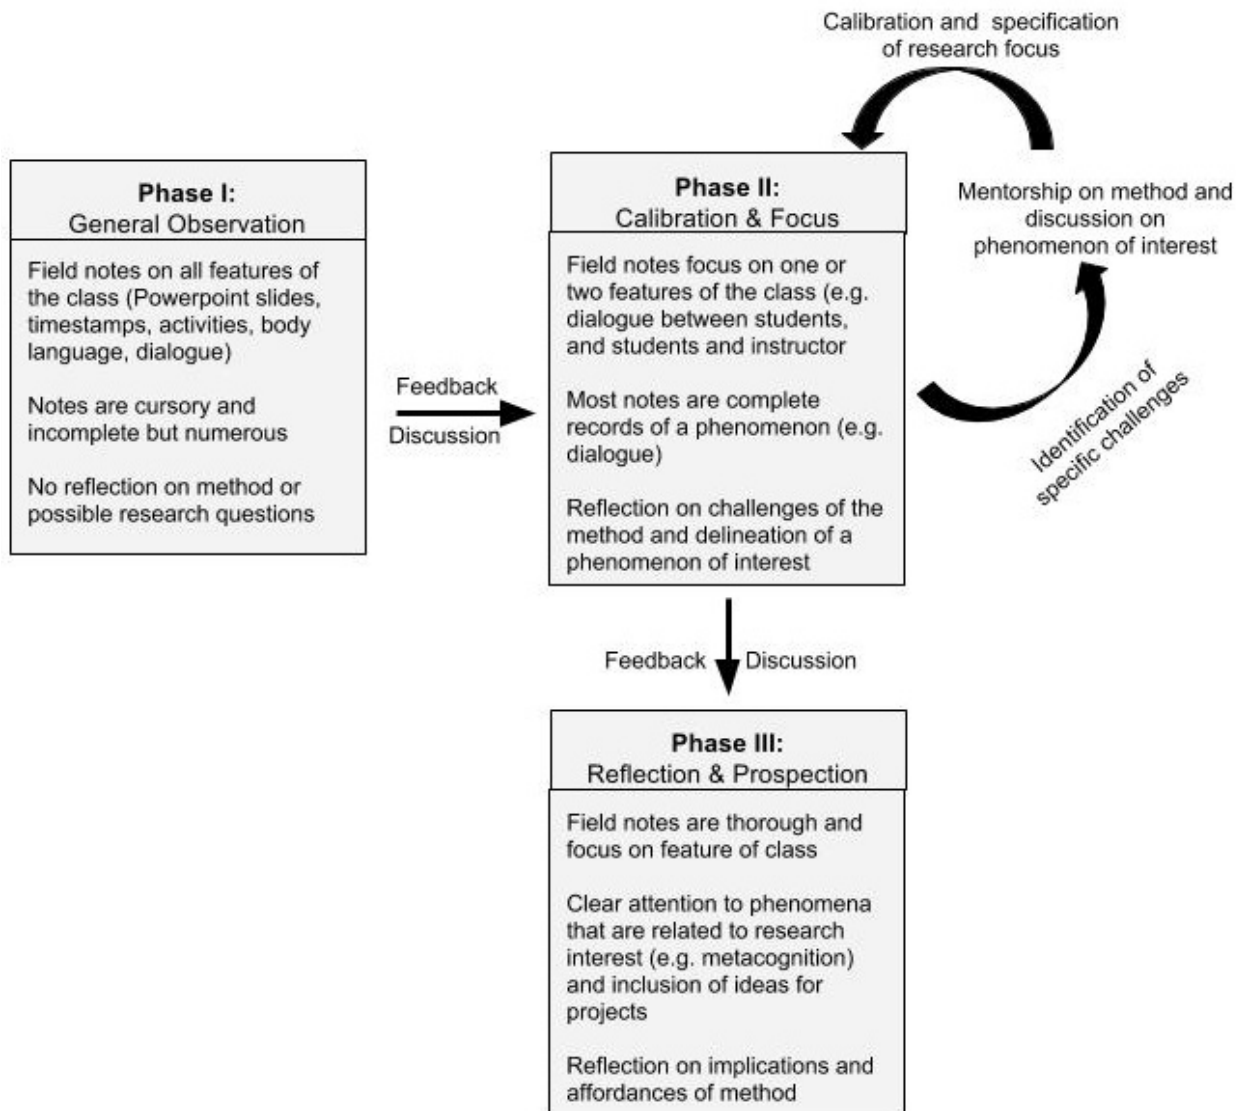 Calibration and specification
of research focus
Phase I:
General Observation
Field notes on all features of
the class (Powerpoint slides,
timestamps, activities, body
language, dialogue)
Notes are cursory and
incomplete but numerous
No reflection on method or
possible research questions
Feedback
Discussion
Phase II:
Calibration & Focus
Field notes focus on one or
two features of the class (e.g.
dialogue between students,
and students and instructor
Most notes are complete
records of a phenomenon (e.g.
dialogue)
Reflection on challenges of the
method and delineation of a
phenomenon of interest
Mentorship on method and
discussion on
phenomenon of interest
Identification of
specific challenges
Feedback Discussion
Phase III:
Reflection & Prospection
Field notes are thorough and
focus on feature of class
Clear attention to phenomena
that are related to research
interest (e.g. metacognition)
and inclusion of ideas for
projects
Reflection on implications and
affordances of method